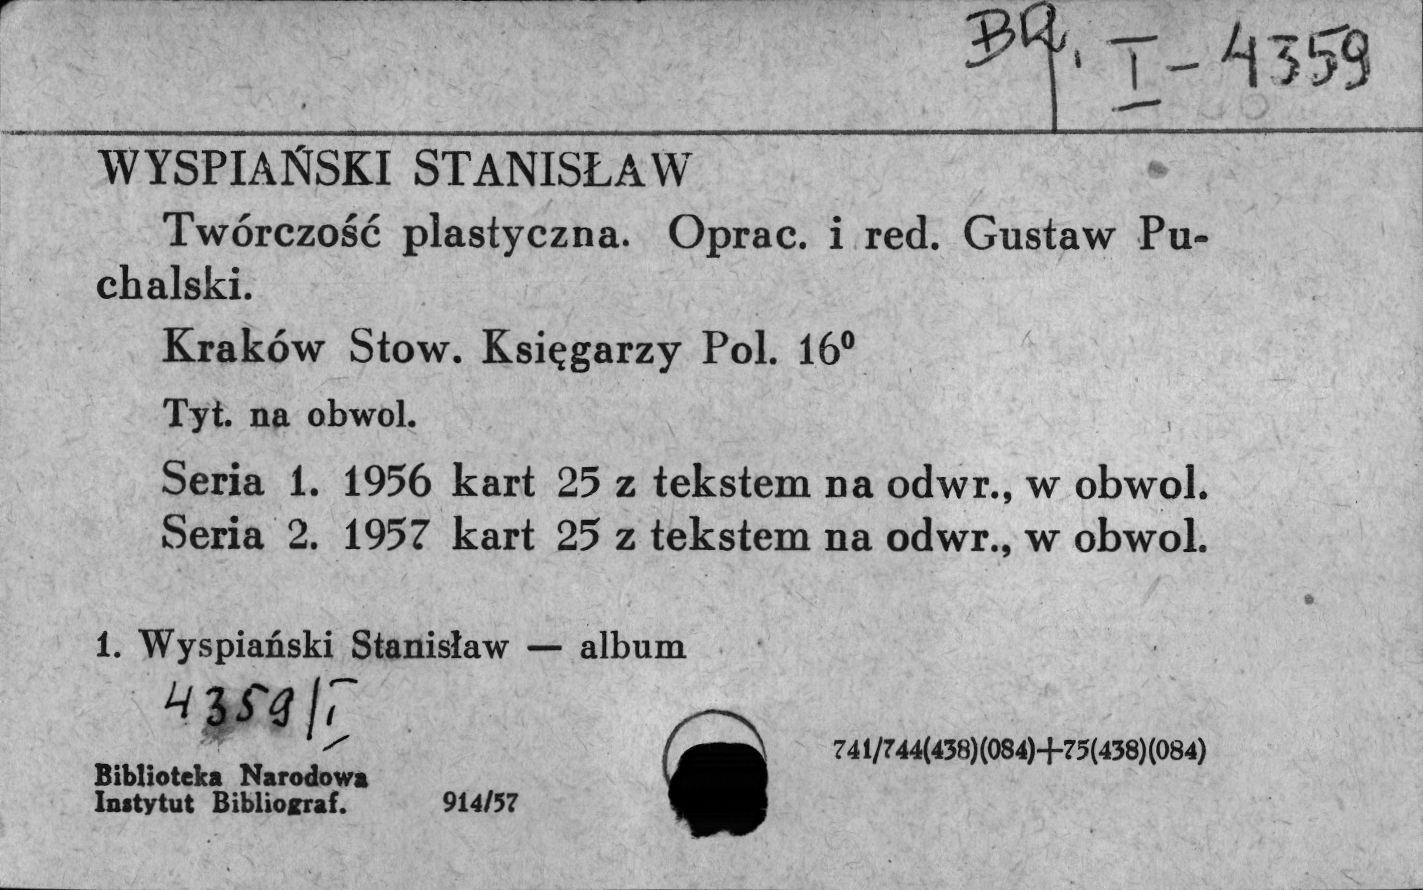 BQ. I-4359
WYSPIAŃSKI STANISŁAW
Twórczość plastyczna. Oprac. i red. Gustaw Pu-
chalski.
Kraków Stow. Księgarzy Pol. 16⁰
Tyt. na obwol.
Seria 1. 1956 kart 25 z tekstem na odwr., w obwol.
Seria 2. 1957 kart 25 z tekstem na odwr., w obwol.
1. Wyspiański Stanisław — album
4359/I
741/744(438)(084)+75(438)(084)
Biblioteka Narodowa
Instytut Bibliograf. 914/57